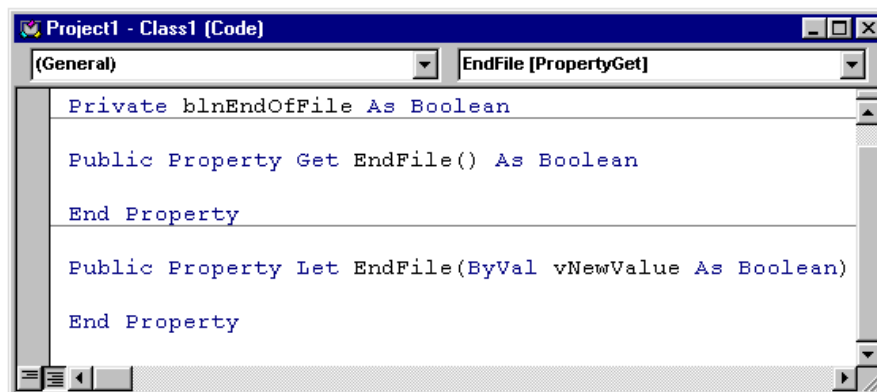 Project1 - Class1 (Code)
(General)
EndFile [PropertyGet]
Private blnEndOfFile As Boolean
Public Property Get EndFile() As Boolean
End Property
Public Property Let EndFile(ByVal vNewValue As Boolean)
End Property